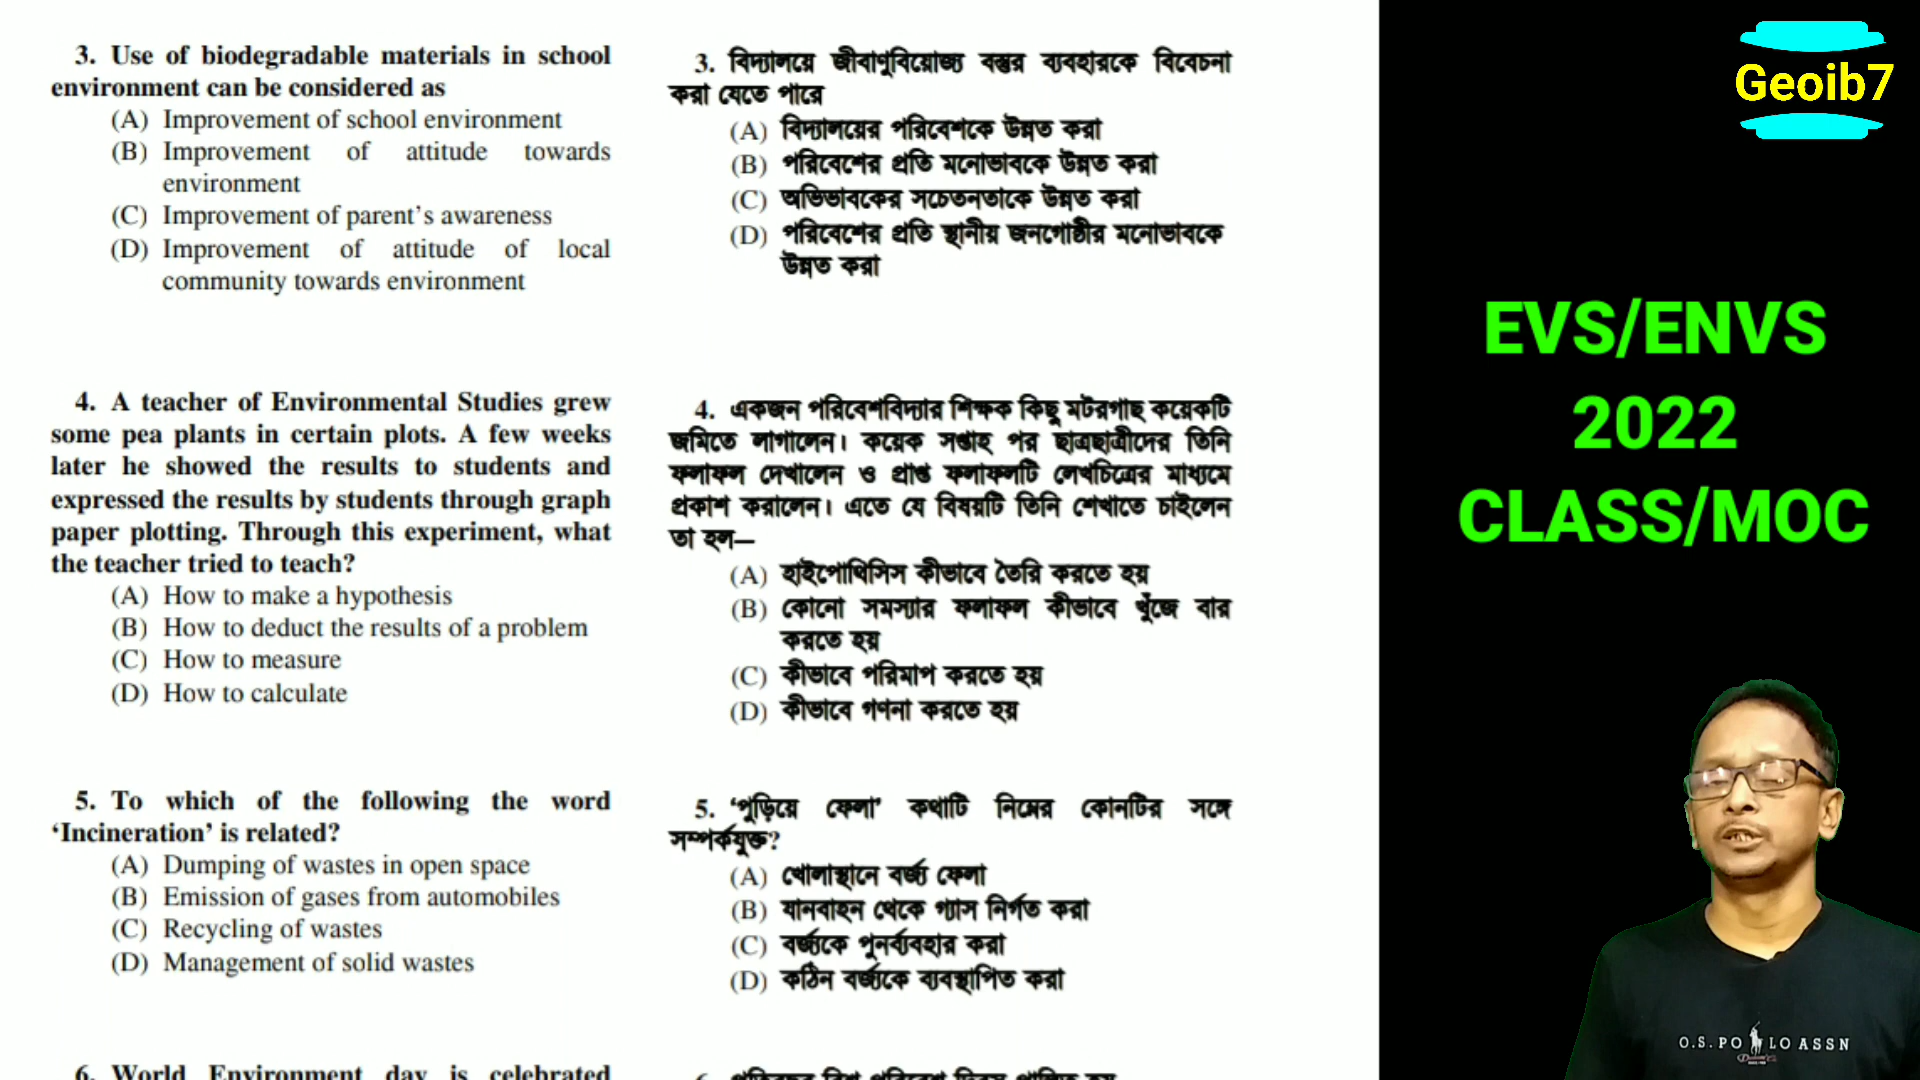 3. Use of biodegradable materials in school
environment can be considered as
(A) Improvement of school environment
(B) Improvement of attitude towards
environment
(C) Improvement of parent's awareness
(D) Improvement of attitude of local
community towards environment
4. A teacher of Environmental Studies grew
some pea plants in certain plots. A few weeks
later he showed the results to students and
expressed the results by students through graph
paper plotting. Through this experiment, what
the teacher tried to teach?
(A) How to make a hypothesis
(B) How to deduct the results of a problem
(C) How to measure
(D) How to calculate
5. To which of the following the word
‘Incineration’ is related?
(A) Dumping of wastes in open space
(B) Emission of gases from automobiles
(C) Recycling of wastes
(D) Management of solid wastes
6. World Environment day is celebrated
3. বিদ্যালয়ে জীবাণুবিয়োজ্য বস্তুর ব্যবহারকে বিবেচনা
করা যেতে পারে
(A) বিদ্যালয়ের পরিবেশকে উন্নত করা
(B) পরিবেশের প্রতি মনোভাবকে উন্নত করা
(C) অভিভাবকের সচেতনতাকে উন্নত করা
(D) পরিবেশের প্রতি স্থানীয় জনগোষ্ঠীর মনোভাবকে
উন্নত করা
4. একজন পরিবেশবিদ্যার শিক্ষক কিছু মটরগাছ কয়েকটি
জমিতে লাগালেন। কয়েক সপ্তাহ পর ছাত্রছাত্রীদের তিনি
ফলাফল দেখালেন ও প্রাপ্ত ফলাফলটি লেখচিত্রের মাধ্যমে
প্রকাশ করালেন। এতে যে বিষয়টি তিনি শেখাতে চাইলেন
তা হল—
(A) হাইপোথিসিস কীভাবে তৈরি করতে হয়
(B) কোনো সমস্যার ফলাফল কীভাবে খুঁজে বার
করতে হয়
(C) কীভাবে পরিমাপ করতে হয়
(D) কীভাবে গণনা করতে হয়
5. ‘পুড়িয়ে ফেলা’ কথাটি নিম্নের কোনটির সঙ্গে
সম্পর্কযুক্ত?
(A) খোলাস্থানে বর্জ্য ফেলা
(B) যানবাহন থেকে গ্যাস নির্গত করা
(C) বর্জ্যকে পুনর্ব্যবহার করা
(D) কঠিন বর্জ্যকে ব্যবস্থাপিত করা
6. প্রতিবছর বিশ্ব পরিবেশ দিবস পালিত হয়
Geoib7
EVS/ENVS
2022
CLASS/MOC
O.S. POLO ASSN